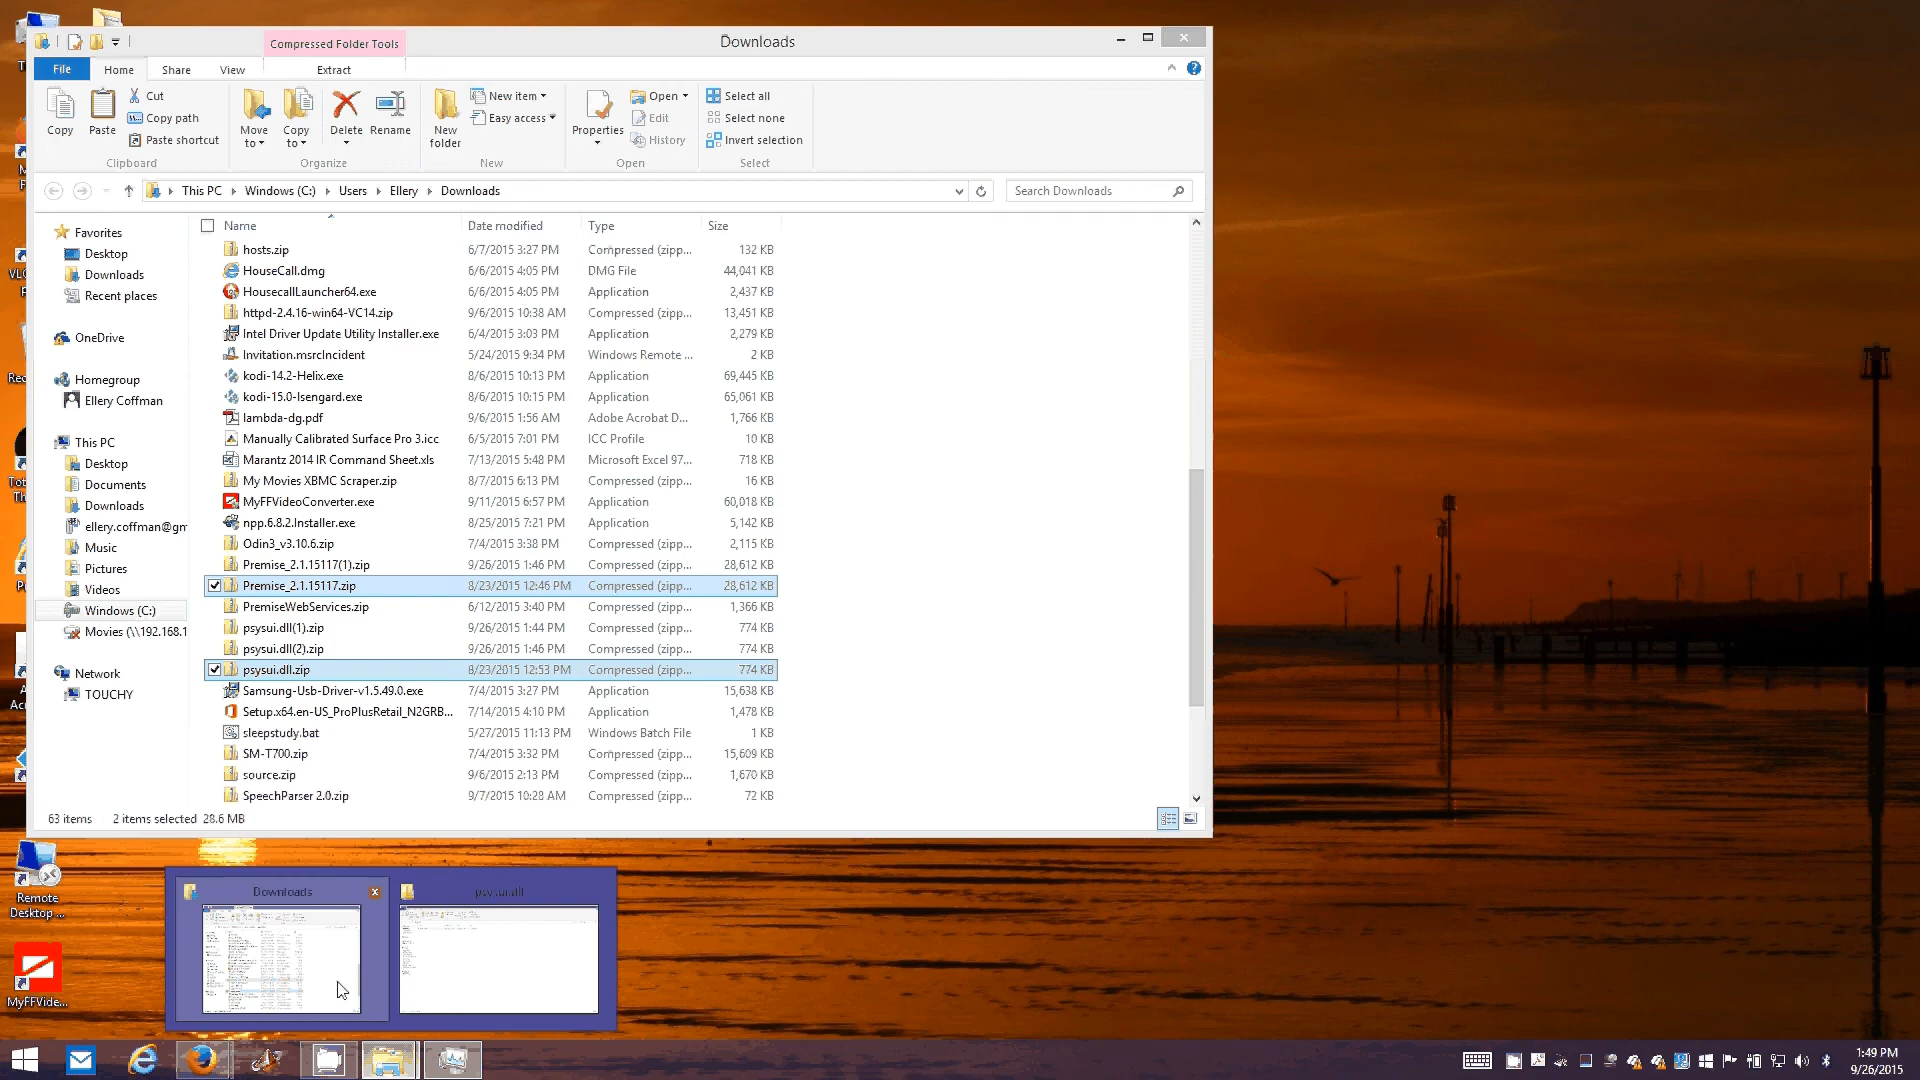 Compressed Folder Tools
Downloads
File
Home
Share
View
Extract
Copy
Paste
Cut
Copy path
Paste shortcut
Clipboard
Move to
Copy to
Delete
Rename
Organize
New folder
New item
Easy access
New
Properties
Open
Edit
History
Open
Select all
Select none
Invert selection
Select
This PC
Windows (C:)
Users
Ellery
Downloads
Search Downloads
Favorites
Desktop
Downloads
Recent places
OneDrive
Homegroup
Ellery Coffman
This PC
Desktop
Documents
Downloads
ellery.coffman@gm
Music
Pictures
Videos
Windows (C:)
Movies (\\192.168.1
Network
TOUCHY
Name Date modified Type Size
hosts.zip 6/7/2015 3:27 PM Compressed (zipp... 132 KB
HouseCall.dmg 6/6/2015 4:05 PM DMG File 44,041 KB
HousecallLauncher64.exe 6/6/2015 4:05 PM Application 2,437 KB
httpd-2.4.16-win64-VC14.zip 9/6/2015 10:38 AM Compressed (zipp... 13,451 KB
Intel Driver Update Utility Installer.exe 6/4/2015 3:03 PM Application 2,279 KB
Invitation.msrcIncident 5/24/2015 9:34 PM Windows Remote ... 2 KB
kodi-14.2-Helix.exe 8/6/2015 10:13 PM Application 69,445 KB
kodi-15.0-Isengard.exe 8/6/2015 10:15 PM Application 65,061 KB
lambda-dg.pdf 9/6/2015 1:56 AM Adobe Acrobat D... 1,766 KB
Manually Calibrated Surface Pro 3.icc 6/5/2015 7:01 PM ICC Profile 10 KB
Marantz 2014 IR Command Sheet.xls 7/13/2015 5:48 PM Microsoft Excel 97... 718 KB
My Movies XBMC Scraper.zip 8/7/2015 6:13 PM Compressed (zipp... 16 KB
MyFFVideoConverter.exe 9/11/2015 6:57 PM Application 60,018 KB
npp.6.8.2.Installer.exe 8/25/2015 7:21 PM Application 5,142 KB
Odin3_v3.10.6.zip 7/4/2015 3:38 PM Compressed (zipp... 2,115 KB
Premise_2.1.15117(1).zip 9/26/2015 1:46 PM Compressed (zipp... 28,612 KB
Premise_2.1.15117.zip 8/23/2015 12:46 PM Compressed (zipp... 28,612 KB
PremiseWebServices.zip 6/12/2015 3:40 PM Compressed (zipp... 1,366 KB
psysui.dll(1).zip 9/26/2015 1:44 PM Compressed (zipp... 774 KB
psysui.dll(2).zip 9/26/2015 1:46 PM Compressed (zipp... 774 KB
psysui.dll.zip 8/23/2015 12:53 PM Compressed (zipp... 774 KB
Samsung-Usb-Driver-v1.5.49.0.exe 7/4/2015 3:27 PM Application 15,638 KB
Setup.x64.en-US_ProPlusRetail_N2GRB... 7/14/2015 4:10 PM Application 1,478 KB
sleepstudy.bat 5/27/2015 11:13 PM Windows Batch File 1 KB
SM-T700.zip 7/4/2015 3:32 PM Compressed (zipp... 15,609 KB
source.zip 9/6/2015 2:13 PM Compressed (zipp... 1,670 KB
SpeechParser 2.0.zip 9/7/2015 10:28 AM Compressed (zipp... 72 KB
63 items 2 items selected 28.6 MB
Remote
Desktop ...
MyFFVide...
Downloads
psysui.dll
1:49 PM
9/26/2015